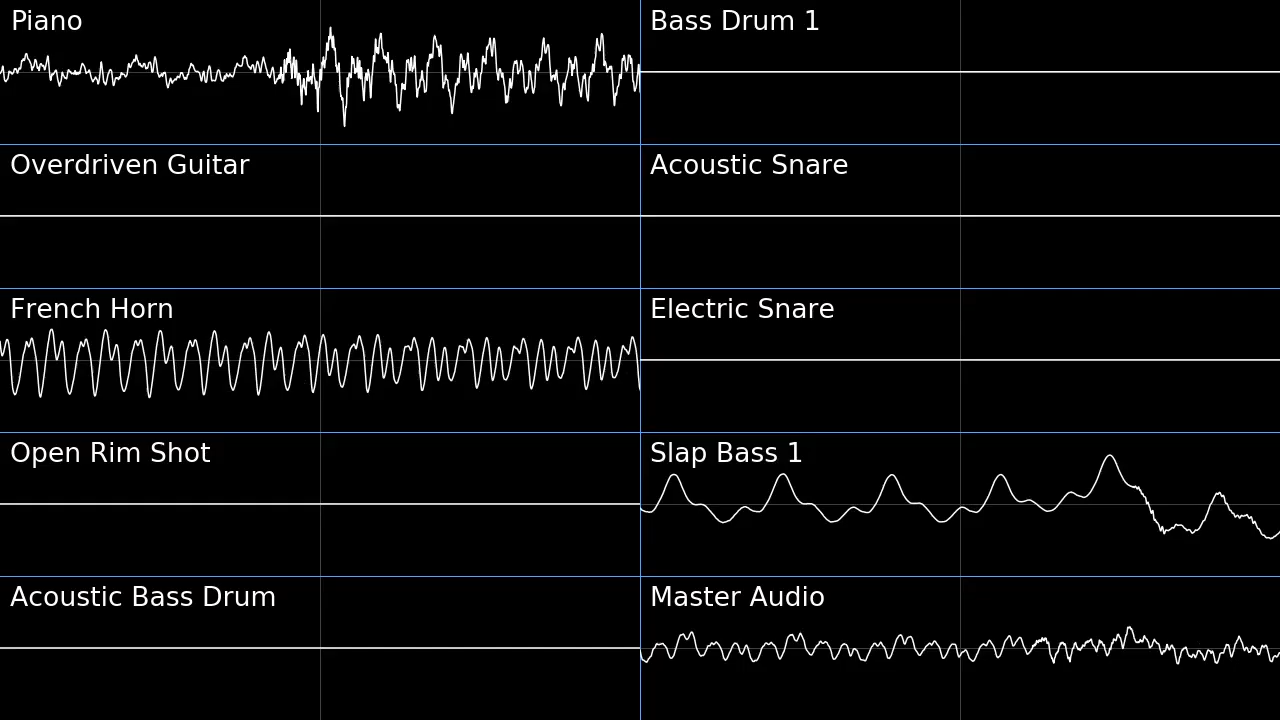 Piano
Bass Drum 1
Overdriven Guitar
Acoustic Snare
French Horn
Electric Snare
Open Rim Shot
Slap Bass 1
Acoustic Bass Drum
Master Audio